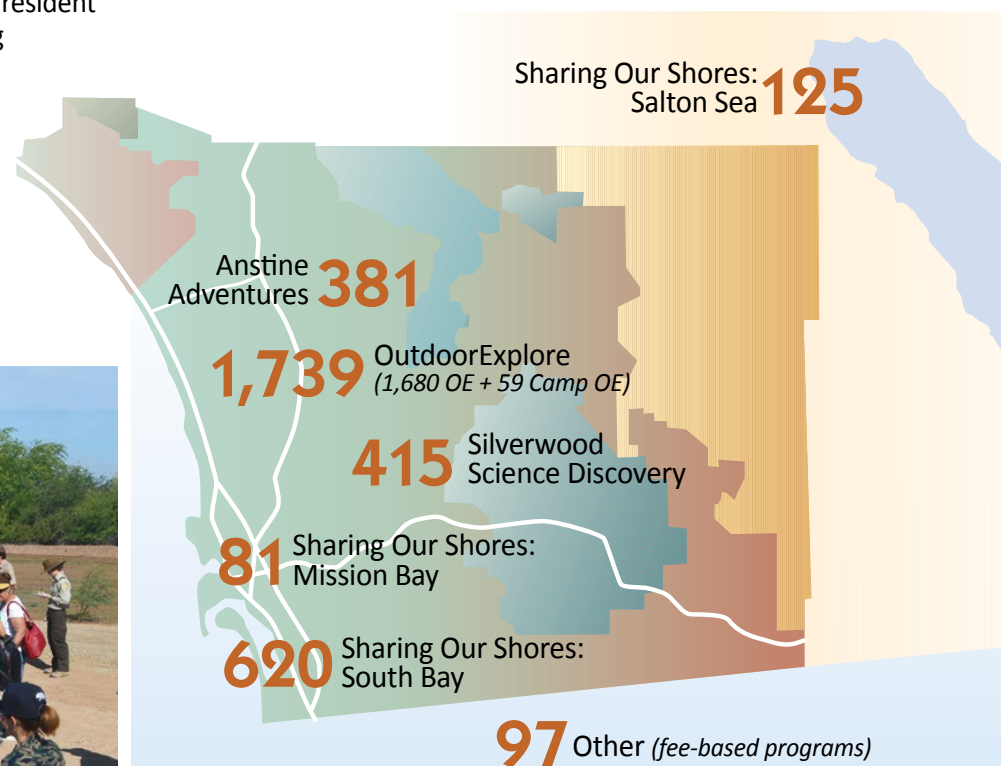 resident
Sharing Our Shores:
Salton Sea 125
Anstine
Adventures 381
1,739 OutdoorExplore
(1,680 OE + 59 Camp OE)
415 Silverwood
Science Discovery
81 Sharing Our Shores:
Mission Bay
620 Sharing Our Shores:
South Bay
97 Other (fee-based programs)